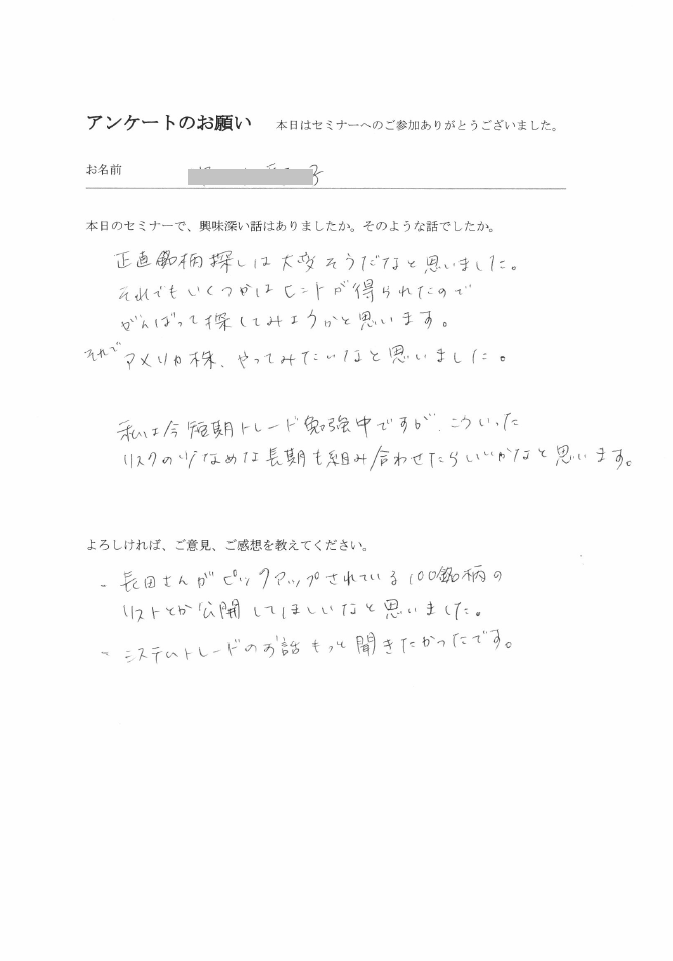 アンケートのお願い 本日はセミナーへのご参加ありがとうございました。
お名前
本日のセミナーで、興味深い話はありましたか。そのような話でしたか。
正直銘柄探しは大変そうだなと思いました。
それでもいくつかはヒントが得られたので
がんばって探してみようかと思います。
それで アメリカ株、やってみたいなと思いました。
私は今短期トレード勉強中ですが、こういった
リスクの少なめな長期も組み合わせたらいいかなと思います。
よろしければ、ご意見、ご感想を教えてください。
- 長田さんがピックアップされている100銘柄の
リストとか公開してほしいなと思いました。
- システムトレードのお話もっと聞きたかったです。